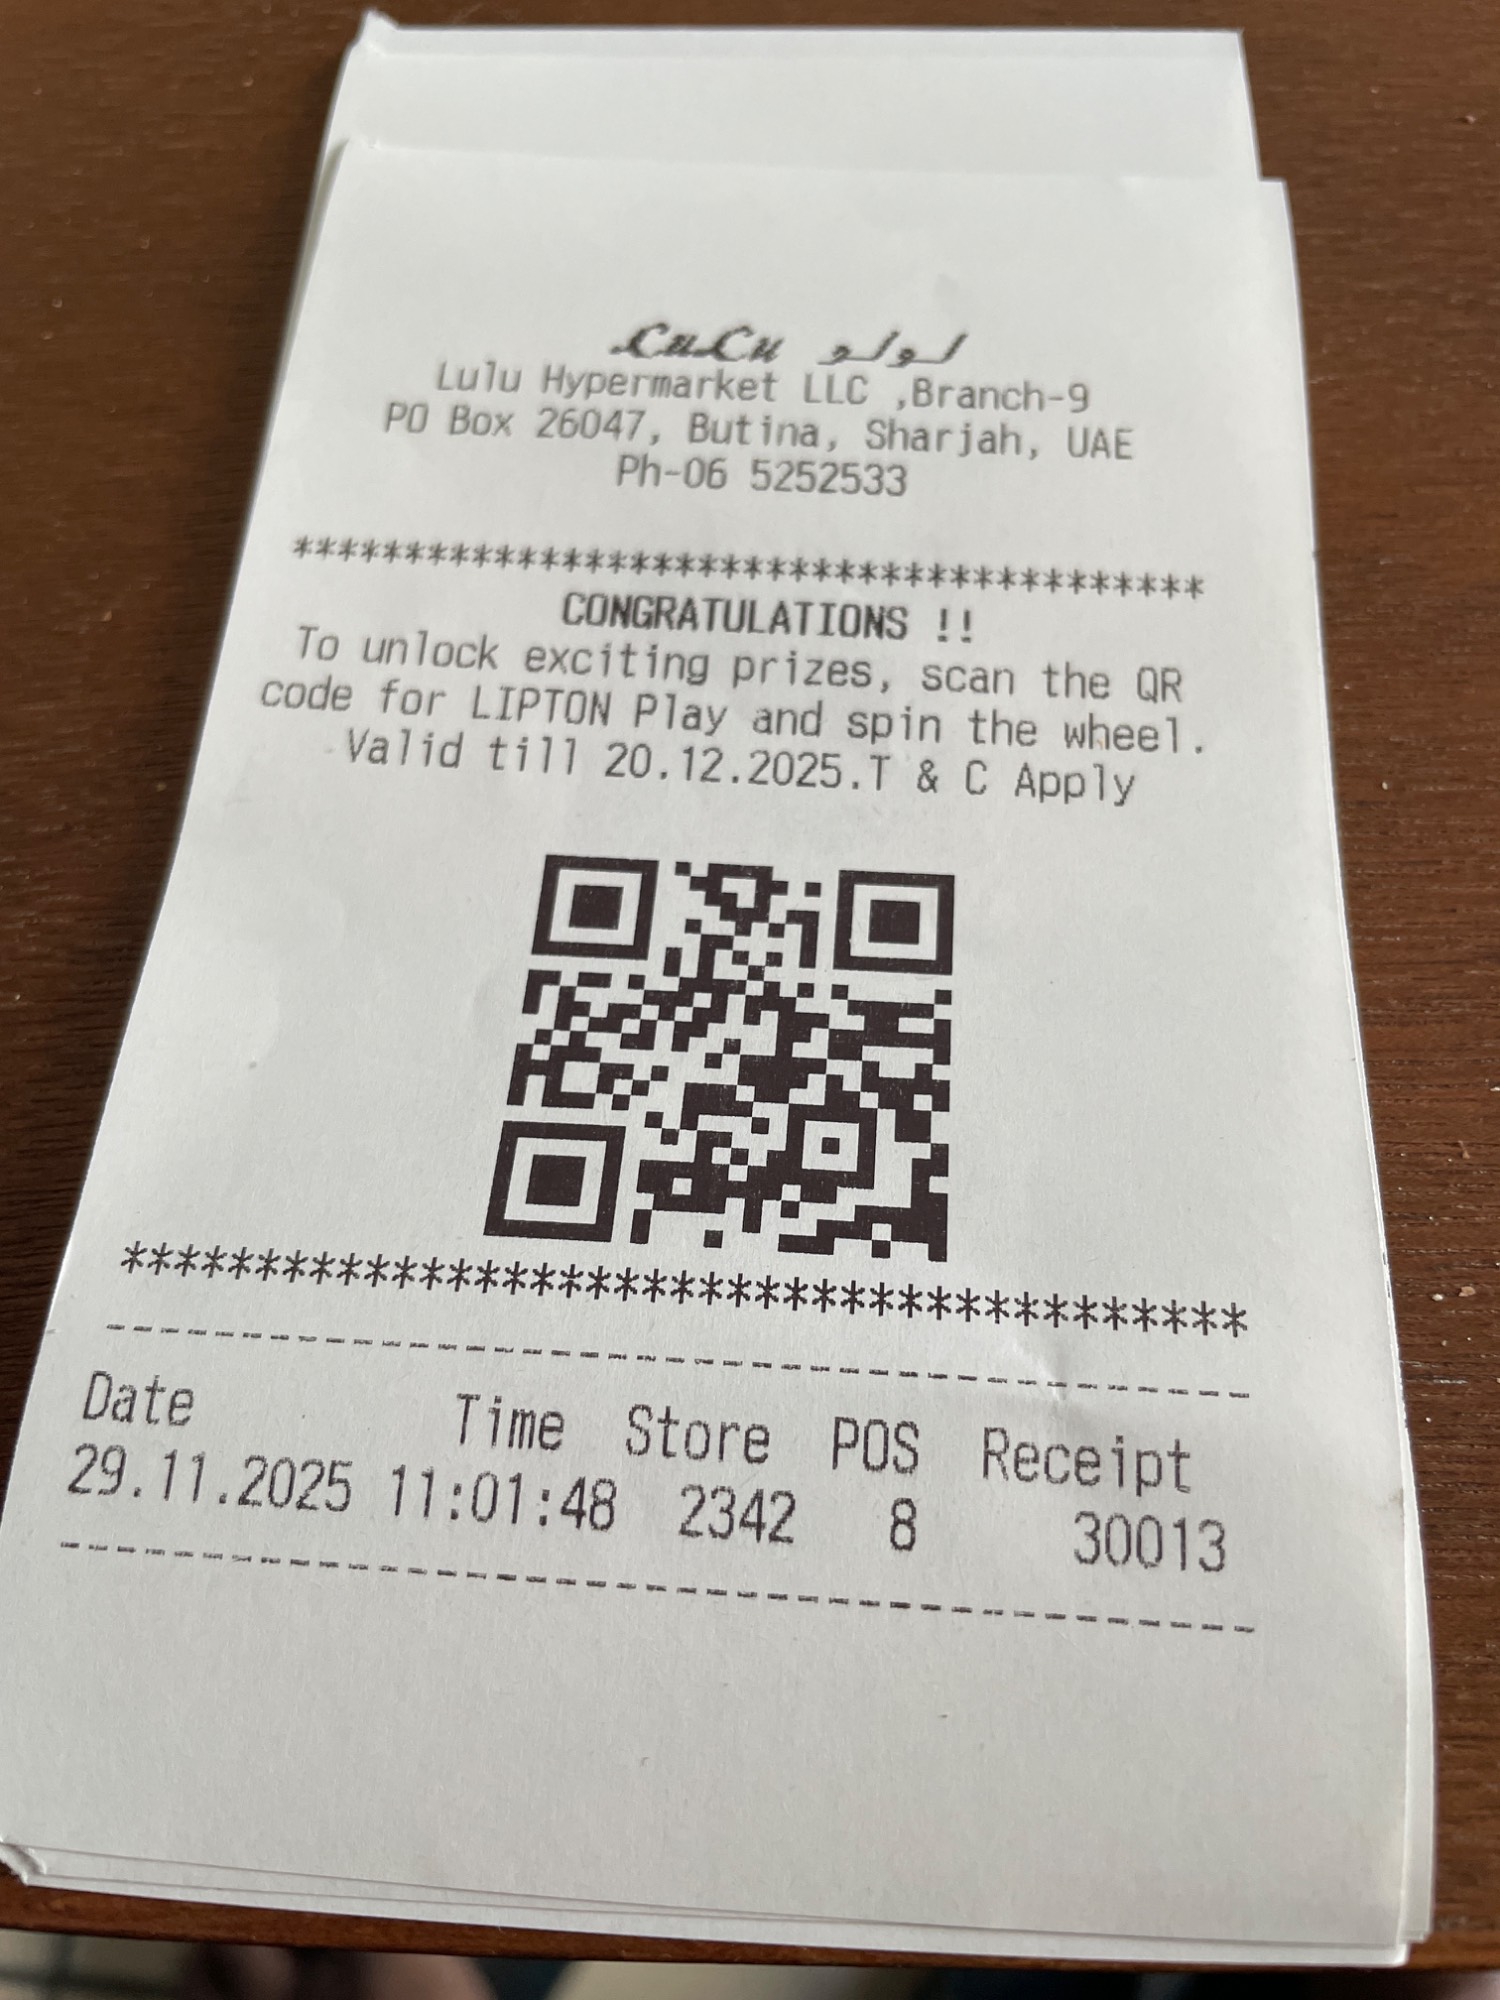 LuLu لولو
Lulu Hypermarket LLC ,Branch-9
PO Box 26047, Butina, Sharjah, UAE
Ph-06 5252533
*****************************************
CONGRATULATIONS !!
To unlock exciting prizes, scan the QR
code for LIPTON Play and spin the wheel.
Valid till 20.12.2025.T & C Apply
*****************************************
-----------------------------------------
Date Time Store POS Receipt
29.11.2025 11:01:48 2342 8 30013
-----------------------------------------